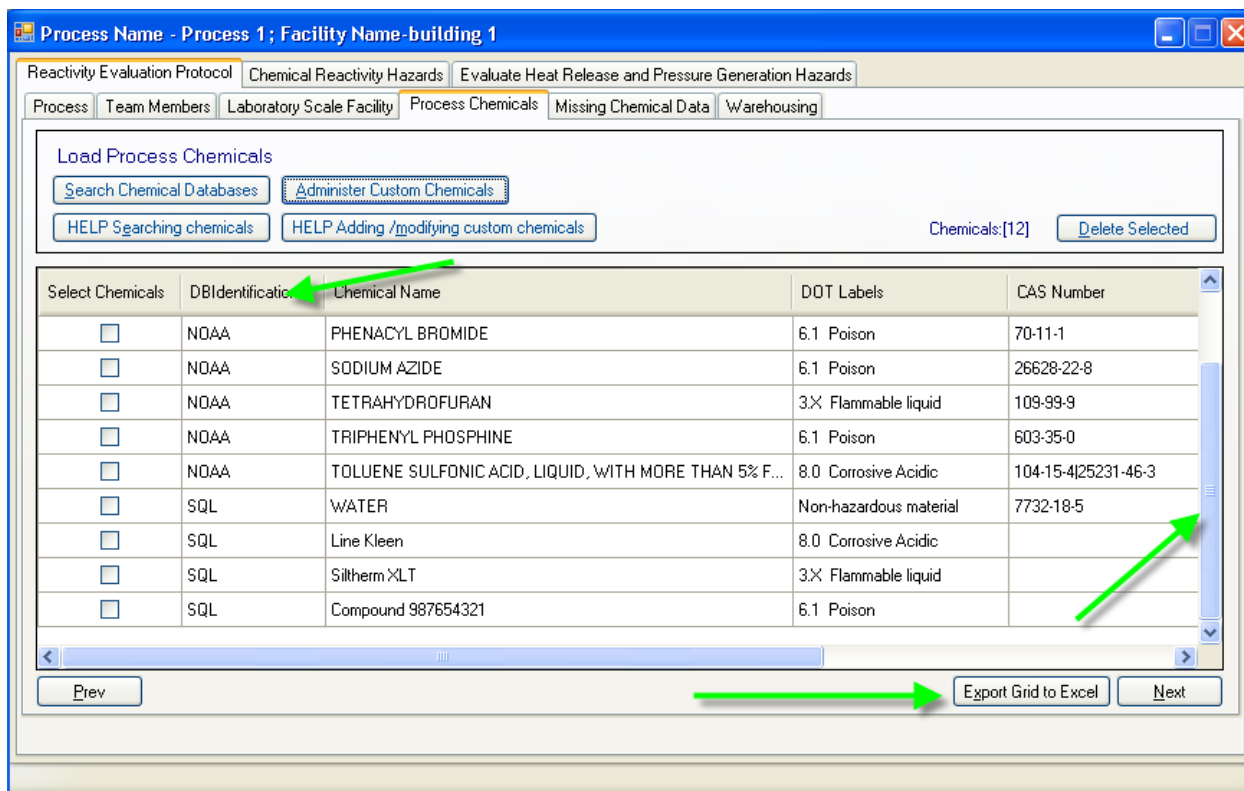 Process Name - Process 1; Facility Name-building 1
Reactivity Evaluation Protocol Chemical Reactivity Hazards Evaluate Heat Release and Pressure Generation Hazards
Process Team Members Laboratory Scale Facility Process Chemicals Missing Chemical Data Warehousing
Load Process Chemicals
Search Chemical Databases Administer Custom Chemicals
HELP Searching chemicals HELP Adding /modifying custom chemicals Chemicals:[12] Delete Selected
Select Chemicals DBIdentification Chemical Name DOT Labels CAS Number
NOAA PHENACYL BROMIDE 6.1 Poison 70-11-1
NOAA SODIUM AZIDE 6.1 Poison 26628-22-8
NOAA TETRAHYDROFURAN 3.X Flammable liquid 109-99-9
NOAA TRIPHENYL PHOSPHINE 6.1 Poison 603-35-0
NOAA TOLUENE SULFONIC ACID, LIQUID, WITH MORE THAN 5% F... 8.0 Corrosive Acidic 104-15-4|25231-46-3
SQL WATER Non-hazardous material 7732-18-5
SQL Line Kleen 8.0 Corrosive Acidic
SQL Siltherm XLT 3.X Flammable liquid
SQL Compound 987654321 6.1 Poison
Prev Export Grid to Excel Next